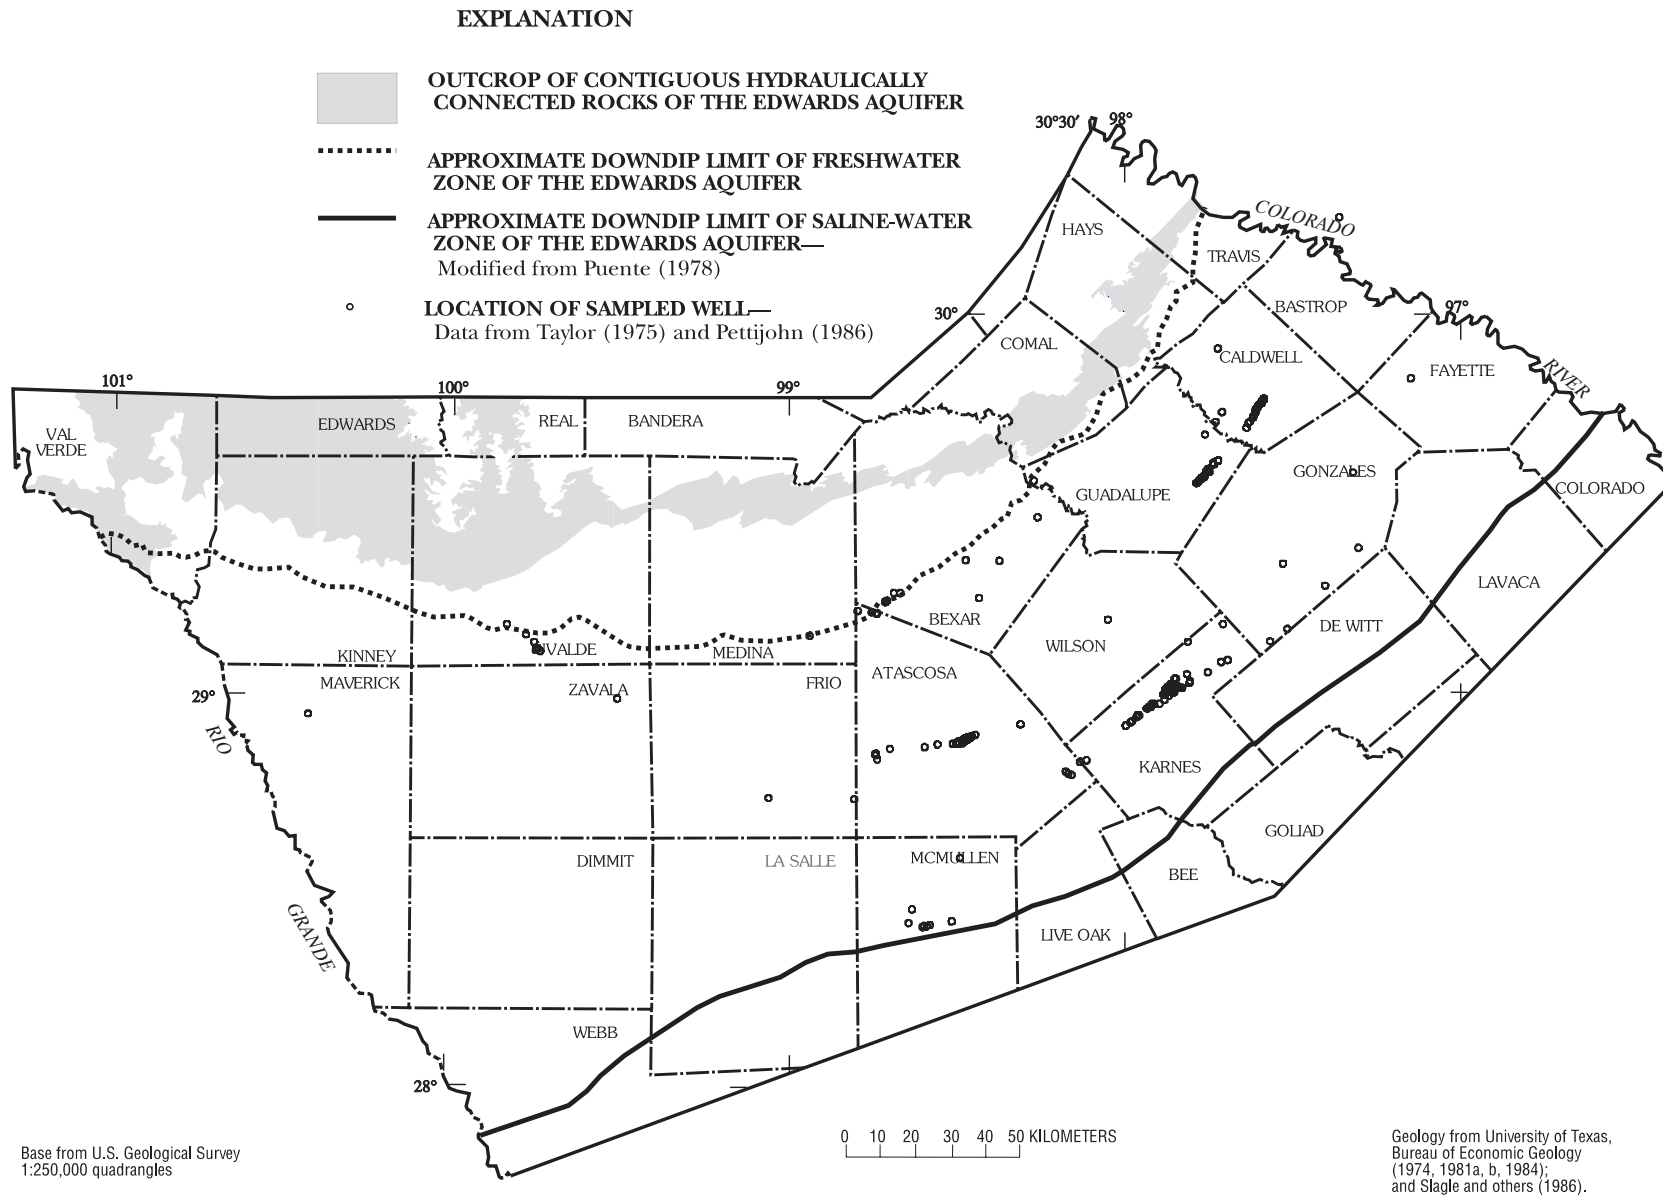 EXPLANATION
OUTCROP OF CONTIGUOUS HYDRAULICALLY
CONNECTED ROCKS OF THE EDWARDS AQUIFER
APPROXIMATE DOWNDIP LIMIT OF FRESHWATER
ZONE OF THE EDWARDS AQUIFER
APPROXIMATE DOWNDIP LIMIT OF SALINE-WATER
ZONE OF THE EDWARDS AQUIFER—
Modified from Puente (1978)
LOCATION OF SAMPLED WELL—
Data from Taylor (1975) and Pettijohn (1986)
30°30′
98°
COLORADO
HAYS
TRAVIS
BASTROP
30°
97°
COMAL
CALDWELL
FAYETTE
RIVER
101°
100°
99°
VAL
VERDE
EDWARDS
REAL
BANDERA
GONZALES
GUADALUPE
COLORADO
LAVACA
BEXAR
DE WITT
WILSON
KINNEY
UVALDE
MEDINA
MAVERICK
ZAVALA
FRIO
ATASCOSA
29°
RIO
KARNES
GOLIAD
DIMMIT
LA SALLE
MCMULLEN
BEE
GRANDE
LIVE OAK
WEBB
28°
0 10 20 30 40 50 KILOMETERS
Base from U.S. Geological Survey
1:250,000 quadrangles
Geology from University of Texas,
Bureau of Economic Geology
(1974, 1981a, b, 1984);
and Slagle and others (1986).